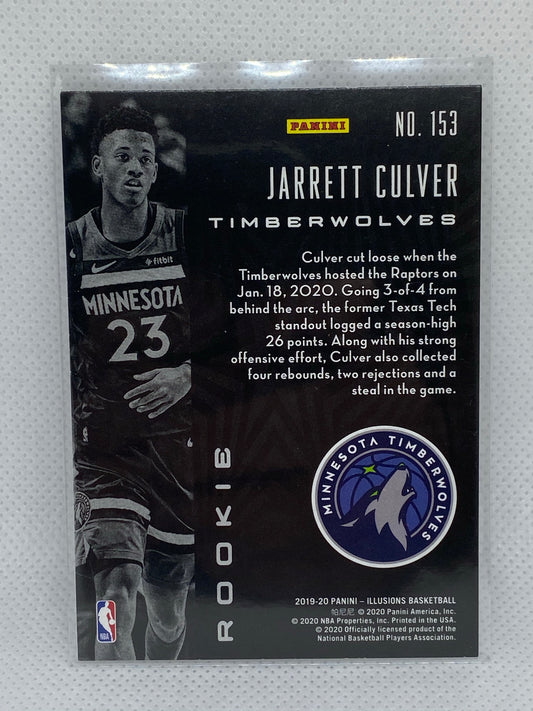 PANINI
NO. 153
JARRETT CULVER
TIMBERWOLVES
fitbit
MINNESOTA
23
Culver cut loose when the
Timberwolves hosted the Raptors on
Jan. 18, 2020. Going 3-of-4 from
behind the arc, the former Texas Tech
standout logged a season-high
26 points. Along with his strong
offensive effort, Culver also collected
four rebounds, two rejections and a
steal in the game.
ROOKIE
MINNESOTA TIMBERWOLVES
2019-20 PANINI – ILLUSIONS BASKETBALL
帕尼尼 © 2020 Panini America, Inc.
© 2020 NBA Properties, Inc. Printed in the USA.
© 2020 Officially licensed product of the
National Basketball Players Association.
NBA